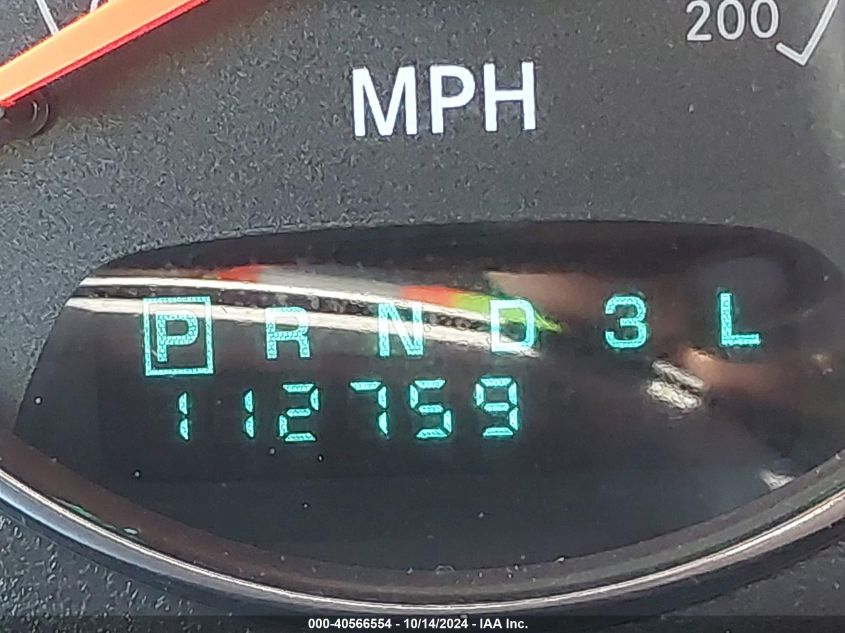 200
MPH
P R N D 3 L
112759
000-40566554 - 10/14/2024 - IAA Inc.